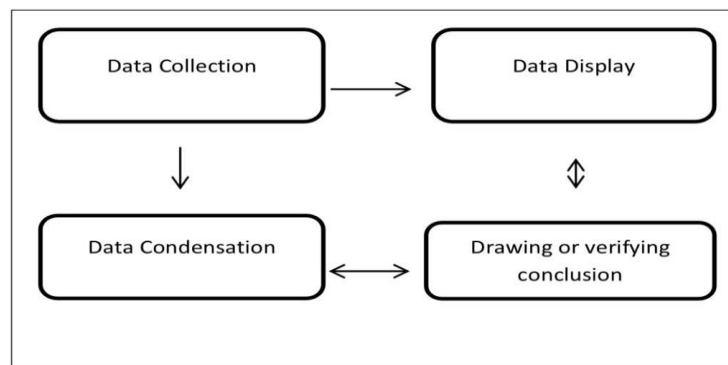 Data Collection
Data Display
Data Condensation
Drawing or verifying
conclusion